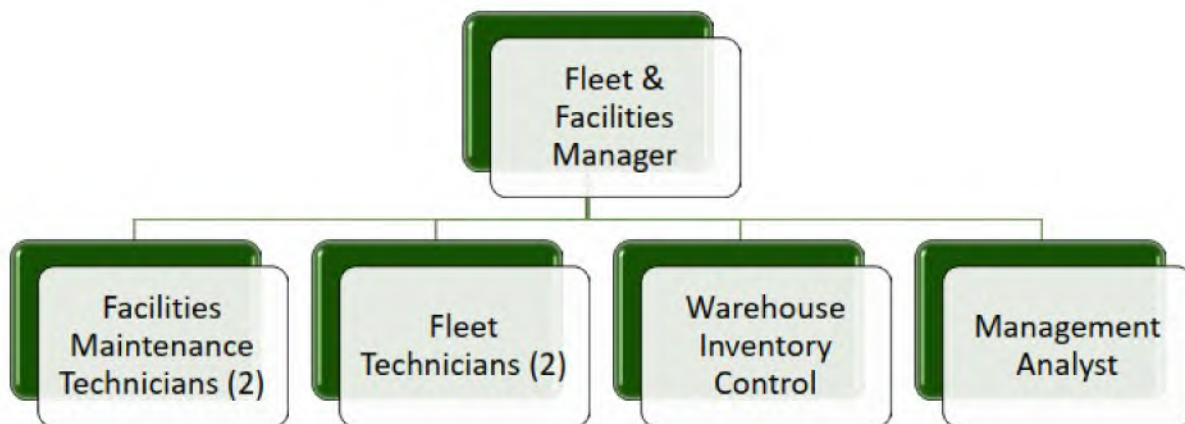 Fleet &
Facilities
Manager
Facilities
Maintenance
Technicians (2)
Fleet
Technicians (2)
Warehouse
Inventory
Control
Management
Analyst